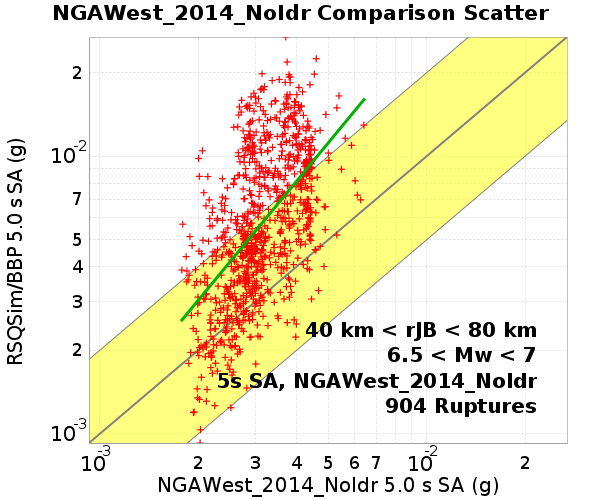 NGAWest_2014_NoIdr Comparison Scatter
RSQSim/BBP 5.0 s SA (g)
2
10-2
7
5
4
3
2
10-3
40 km < rJB < 80 km
6.5 < Mw < 7
5s SA, NGAWest_2014_NoIdr
904 Ruptures
10-3 2 3 4 5 6 7 10-2 2
NGAWest_2014_NoIdr 5.0 s SA (g)